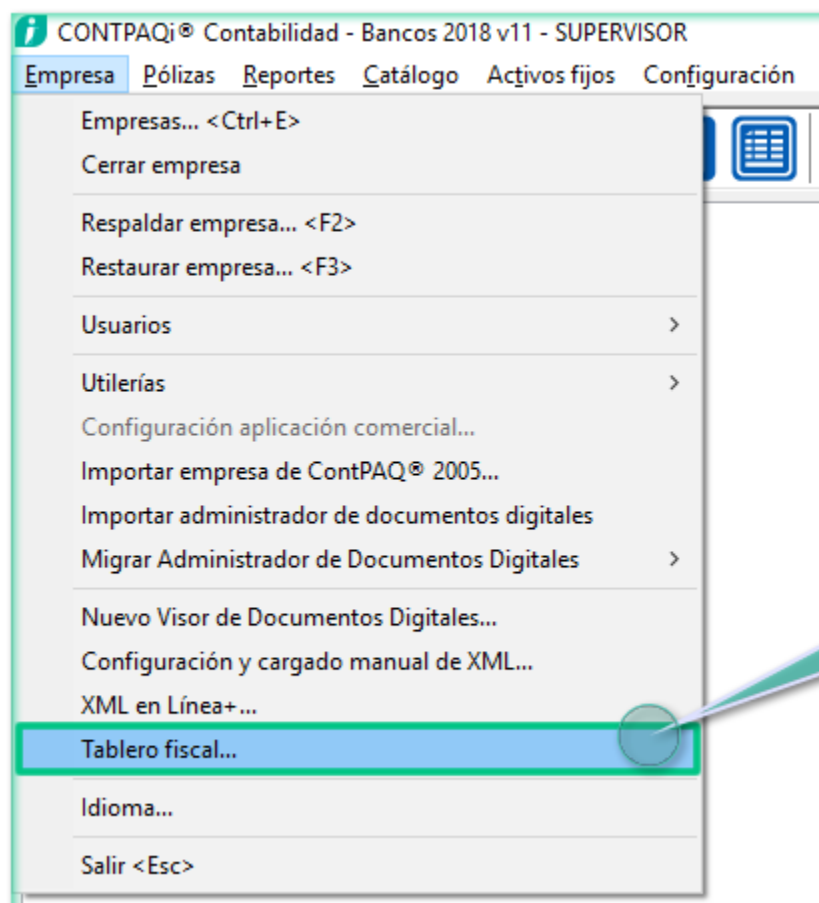 CONTPAQi® Contabilidad - Bancos 2018 v11 - SUPERVISOR
Empresa Pólizas Reportes Catálogo Activos fijos Configuración
Empresas... <Ctrl+E>
Cerrar empresa
Respaldar empresa... <F2>
Restaurar empresa... <F3>
Usuarios
Utilerías
Configuración aplicación comercial...
Importar empresa de ContPAQ® 2005...
Importar administrador de documentos digitales
Migrar Administrador de Documentos Digitales
Nuevo Visor de Documentos Digitales...
Configuración y cargado manual de XML...
XML en Línea+...
Tablero fiscal...
Idioma...
Salir <Esc>